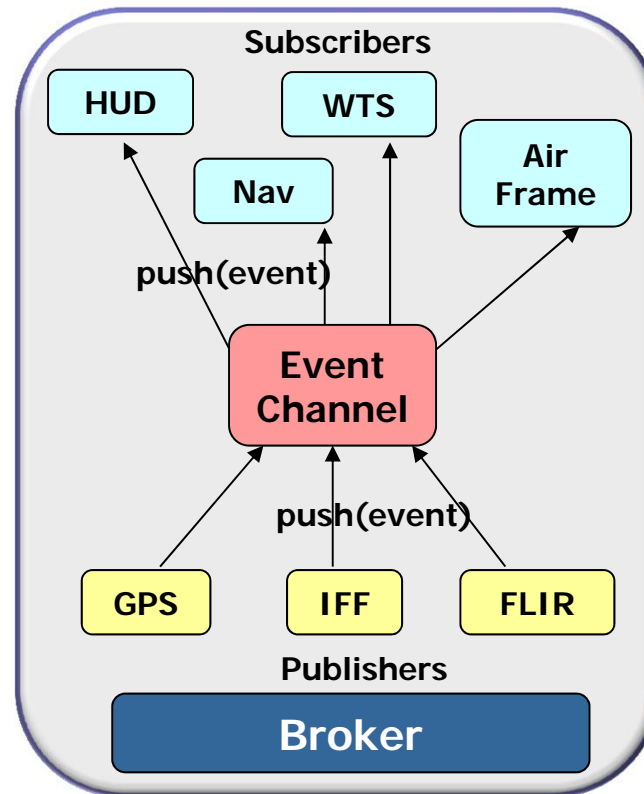 Subscribers
HUD
WTS
Air
Frame
Nav
push(event)
Event
Channel
push(event)
GPS
IFF
FLIR
Publishers
Broker